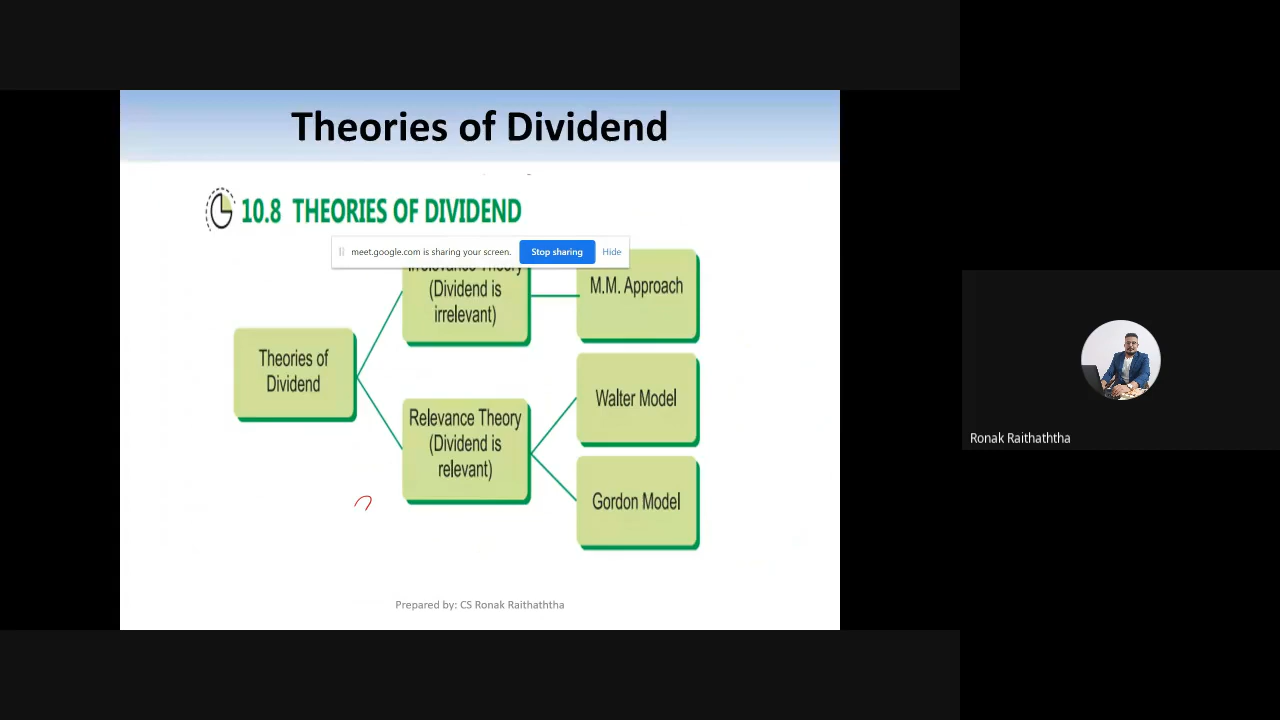 Theories of Dividend
10.8 THEORIES OF DIVIDEND
meet.google.com is sharing your screen.
Stop sharing
Hide
Irrelevance Theory
(Dividend is
irrelevant)
M.M. Approach
Theories of
Dividend
Walter Model
Relevance Theory
(Dividend is
relevant)
Gordon Model
Prepared by: CS Ronak Raithaththa
Ronak Raithaththa